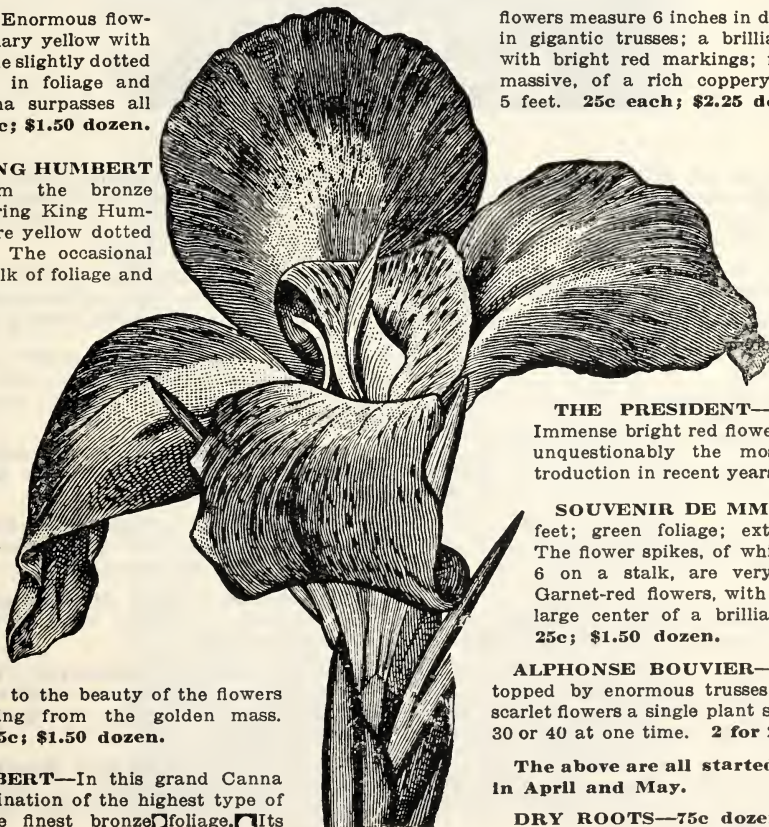 Enormous flow-
ary yellow with
e slightly dotted
in foliage and
na surpasses all
c; $1.50 dozen.
NG HUMBERT
m the bronze
ring King Hum-
re yellow dotted
The occasional
lk of foliage and
to the beauty of the flowers
ng from the golden mass.
5c; $1.50 dozen.
BERT—In this grand Canna
ination of the highest type of
e finest bronze foliage. Its
flowers measure 6 inches in d
in gigantic trusses; a brillia
with bright red markings;
massive, of a rich coppery
5 feet. 25c each; $2.25 d
THE PRESIDENT—
Immense bright red flowe
unquestionably the mo
troduction in recent years
SOUVENIR DE MM
feet; green foliage; ext
The flower spikes, of whi
6 on a stalk, are very
Garnet-red flowers, with
large center of a brillia
25c; $1.50 dozen.
ALPHONSE BOUVIER—
topped by enormous trusses
scarlet flowers a single plant s
30 or 40 at one time. 2 for
The above are all started
in April and May.
DRY ROOTS—75c doze